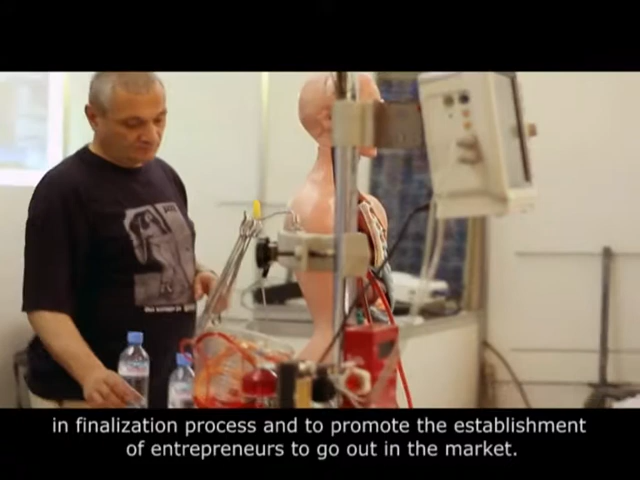 in finalization process and to promote the establishment
of entrepreneurs to go out in the market.